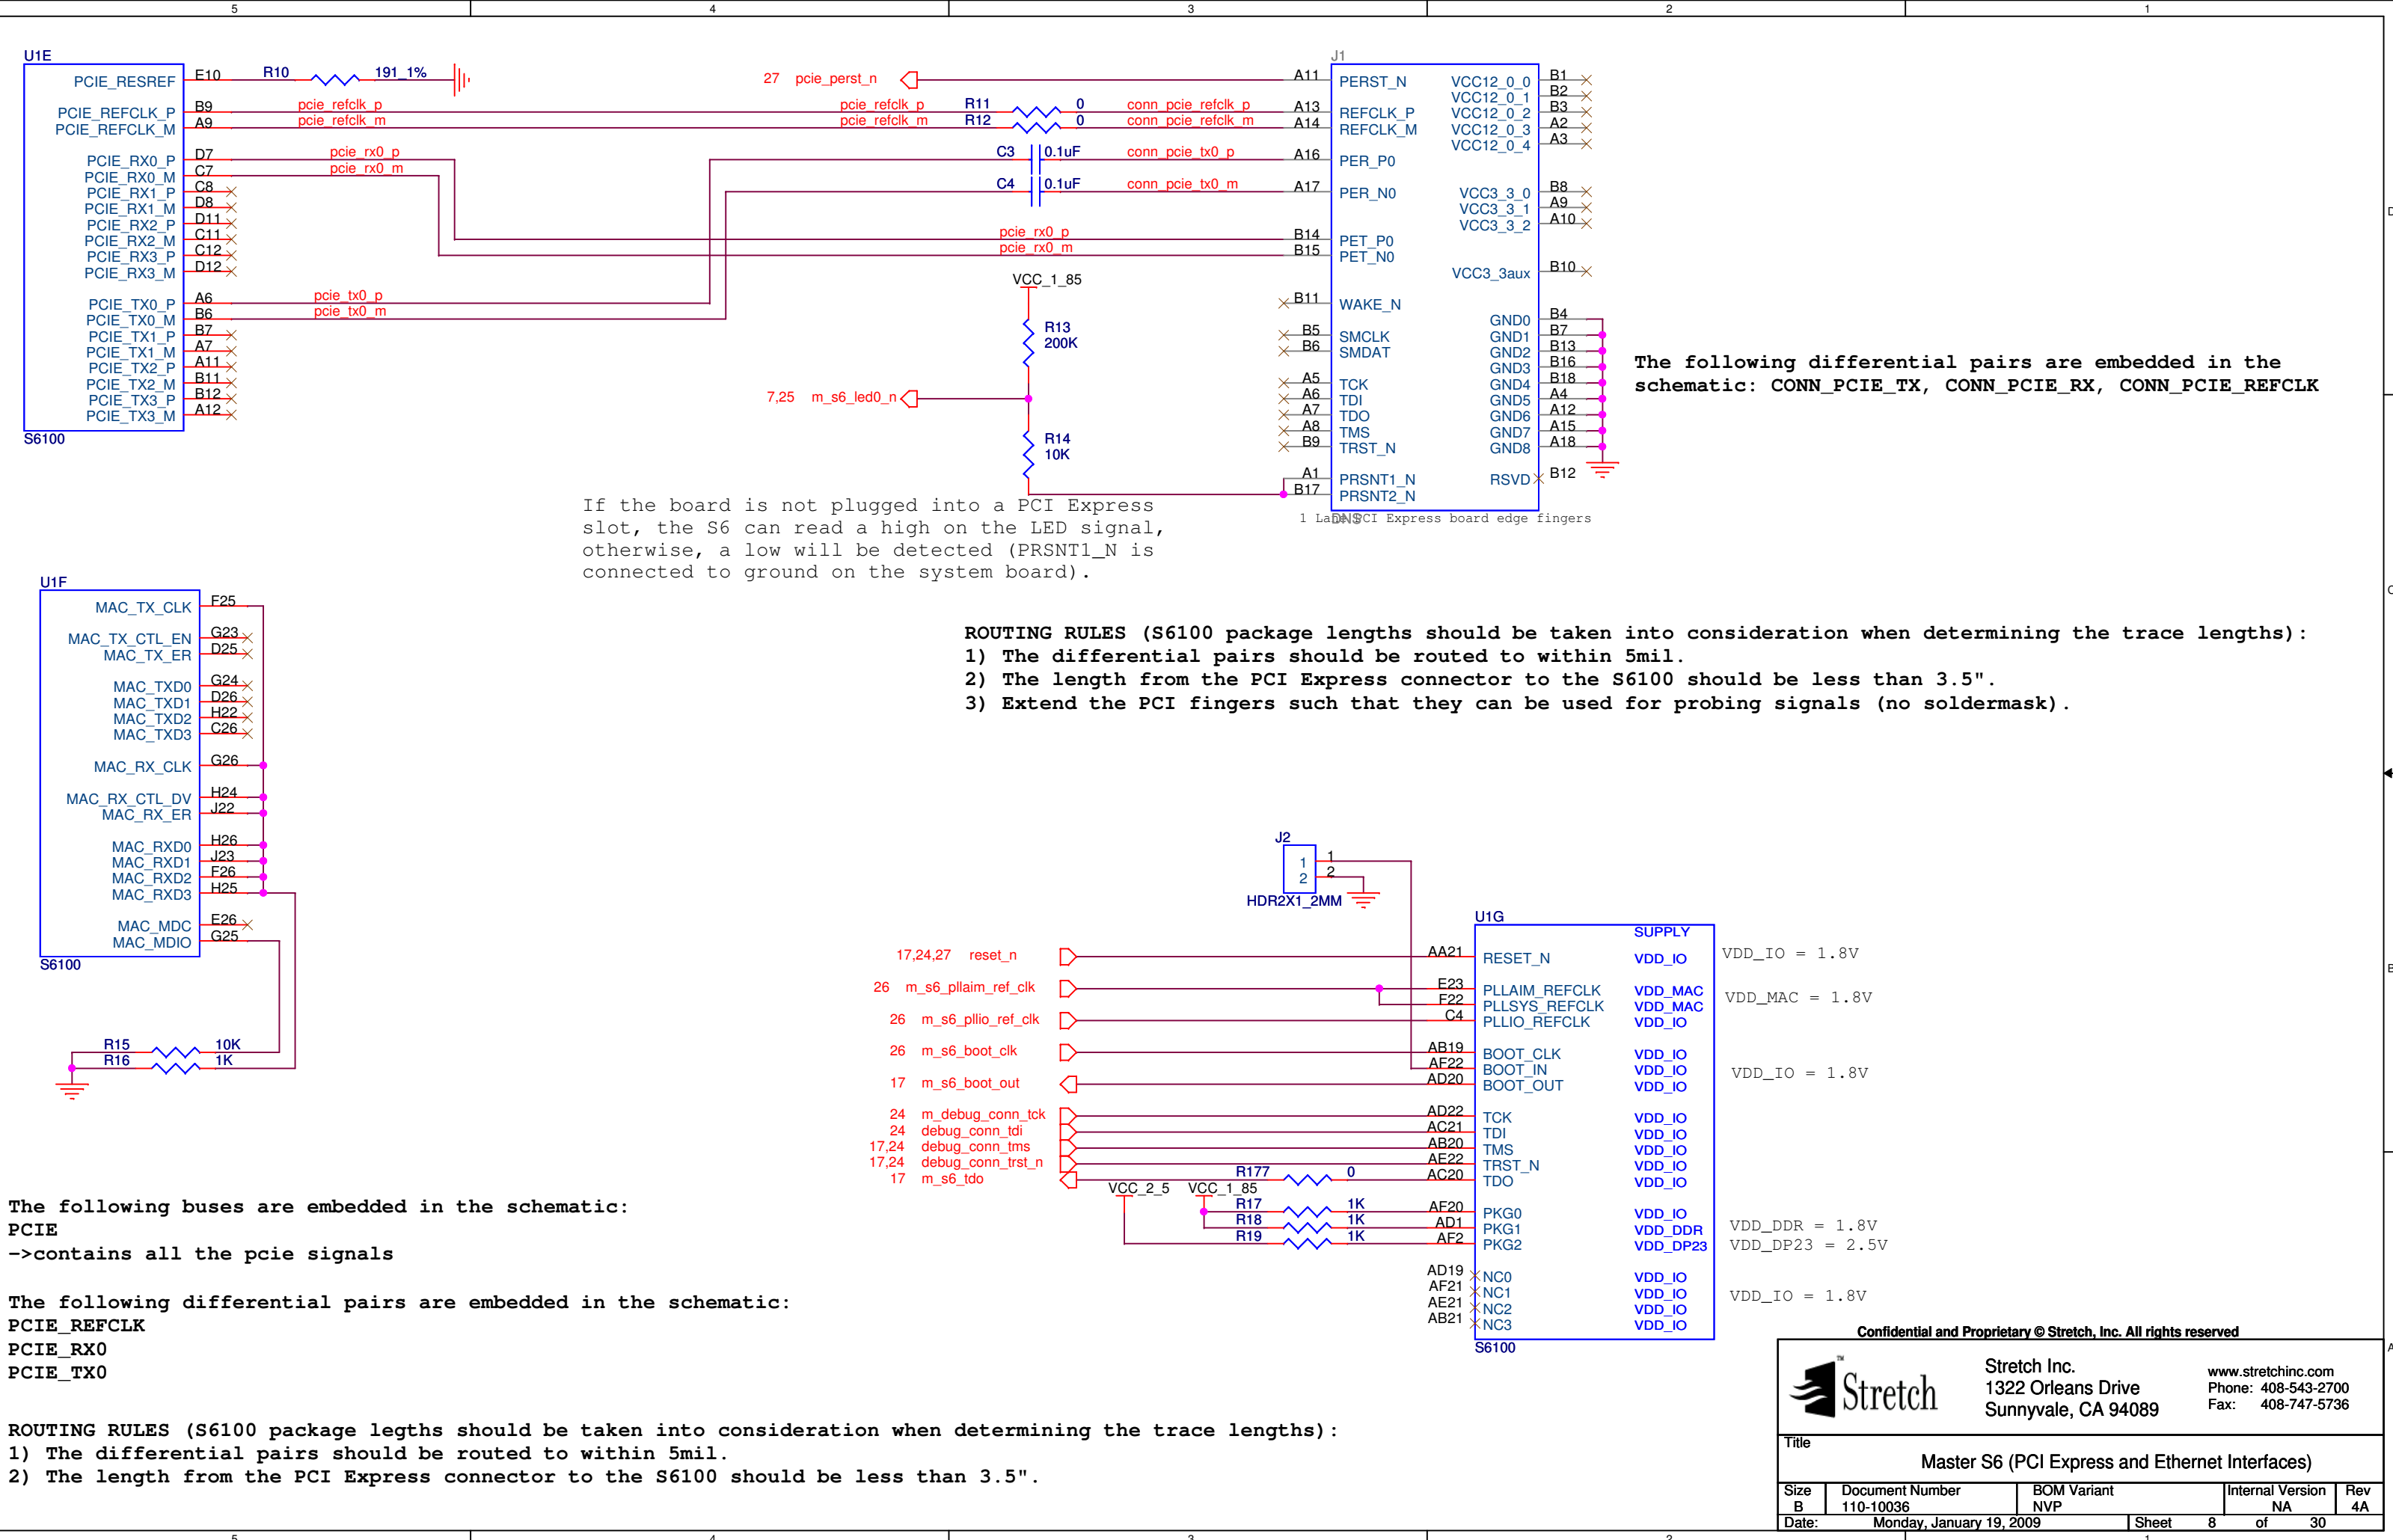 5 4 3 2 1
U1E
PCIE_RESREF E10 R10 191_1%
PCIE_REFCLK_P B9 pcie_refclk_p
PCIE_REFCLK_M A9 pcie_refclk_m
PCIE_RX0_P D7 pcie_rx0_p
PCIE_RX0_M C7 pcie_rx0_m
PCIE_RX1_P C8
PCIE_RX1_M D8
PCIE_RX2_P D11
PCIE_RX2_M C11
PCIE_RX3_P C12
PCIE_RX3_M D12
PCIE_TX0_P A6 pcie_tx0_p
PCIE_TX0_M B6 pcie_tx0_m
PCIE_TX1_P B7
PCIE_TX1_M A7
PCIE_TX2_P A11
PCIE_TX2_M B11
PCIE_TX3_P B12
PCIE_TX3_M A12
S6100
27 pcie_perst_n
pcie_refclk_p R11 0 conn_pcie_refclk_p
pcie_refclk_m R12 0 conn_pcie_refclk_m
C3 0.1uF conn_pcie_tx0_p
C4 0.1uF conn_pcie_tx0_m
pcie_rx0_p
pcie_rx0_m
VCC_1_85
R13
200K
7,25 m_s6_led0_n
R14
10K
J1
A11 PERST_N VCC12_0_0 B1
VCC12_0_1 B2
A13 REFCLK_P VCC12_0_2 B3
A14 REFCLK_M VCC12_0_3 A2
VCC12_0_4 A3
A16 PER_P0
A17 PER_N0 VCC3_3_0 B8
VCC3_3_1 A9
VCC3_3_2 A10
B14 PET_P0
B15 PET_N0
VCC3_3aux B10
B11 WAKE_N
GND0 B4
B5 SMCLK GND1 B7
B6 SMDAT GND2 B13
GND3 B16
A5 TCK GND4 B18
A6 TDI GND5 A4
A7 TDO GND6 A12
A8 TMS GND7 A15
B9 TRST_N GND8 A18
A1 PRSNT1_N RSVD B12
B17 PRSNT2_N
DNS
1 Lane PCI Express board edge fingers
The following differential pairs are embedded in the
schematic: CONN_PCIE_TX, CONN_PCIE_RX, CONN_PCIE_REFCLK
D
If the board is not plugged into a PCI Express
slot, the S6 can read a high on the LED signal,
otherwise, a low will be detected (PRSNT1_N is
connected to ground on the system board).
C
ROUTING RULES (S6100 package lengths should be taken into consideration when determining the trace lengths):
1) The differential pairs should be routed to within 5mil.
2) The length from the PCI Express connector to the S6100 should be less than 3.5".
3) Extend the PCI fingers such that they can be used for probing signals (no soldermask).
U1F
MAC_TX_CLK F25
MAC_TX_CTL_EN G23
MAC_TX_ER D25
MAC_TXD0 G24
MAC_TXD1 D26
MAC_TXD2 H22
MAC_TXD3 C26
MAC_RX_CLK G26
MAC_RX_CTL_DV H24
MAC_RX_ER J22
MAC_RXD0 H26
MAC_RXD1 J23
MAC_RXD2 F26
MAC_RXD3 H25
MAC_MDC E26
MAC_MDIO G25
S6100
R15 10K
R16 1K
J2
1 1
2 2
HDR2X1_2MM
U1G
SUPPLY
17,24,27 reset_n AA21 RESET_N VDD_IO VDD_IO = 1.8V
26 m_s6_pllaim_ref_clk E23 PLLAIM_REFCLK VDD_MAC VDD_MAC = 1.8V
F22 PLLSYS_REFCLK VDD_MAC
26 m_s6_pllio_ref_clk C4 PLLIO_REFCLK VDD_IO
26 m_s6_boot_clk AB19 BOOT_CLK VDD_IO
AF22 BOOT_IN VDD_IO VDD_IO = 1.8V
17 m_s6_boot_out AD20 BOOT_OUT VDD_IO
24 m_debug_conn_tck AD22 TCK VDD_IO
24 debug_conn_tdi AC21 TDI VDD_IO
17,24 debug_conn_tms AB20 TMS VDD_IO
17,24 debug_conn_trst_n AE22 TRST_N VDD_IO
17 m_s6_tdo R177 0 AC20 TDO VDD_IO
VCC_2_5 VCC_1_85
R17 1K AF20 PKG0 VDD_IO
R18 1K AD1 PKG1 VDD_DDR VDD_DDR = 1.8V
R19 1K AF2 PKG2 VDD_DP23 VDD_DP23 = 2.5V
AD19 NC0 VDD_IO
AF21 NC1 VDD_IO VDD_IO = 1.8V
AE21 NC2 VDD_IO
AB21 NC3 VDD_IO
S6100
B
The following buses are embedded in the schematic:
PCIE
->contains all the pcie signals
The following differential pairs are embedded in the schematic:
PCIE_REFCLK
PCIE_RX0
PCIE_TX0
ROUTING RULES (S6100 package legths should be taken into consideration when determining the trace lengths):
1) The differential pairs should be routed to within 5mil.
2) The length from the PCI Express connector to the S6100 should be less than 3.5".
A
Confidential and Proprietary © Stretch, Inc. All rights reserved
Stretch ™
Stretch Inc.
1322 Orleans Drive
Sunnyvale, CA 94089
www.stretchinc.com
Phone: 408-543-2700
Fax: 408-747-5736
Title
Master S6 (PCI Express and Ethernet Interfaces)
Size Document Number BOM Variant Internal Version Rev
B 110-10036 NVP NA 4A
Date: Monday, January 19, 2009 Sheet 8 of 30
5 4 3 2 1